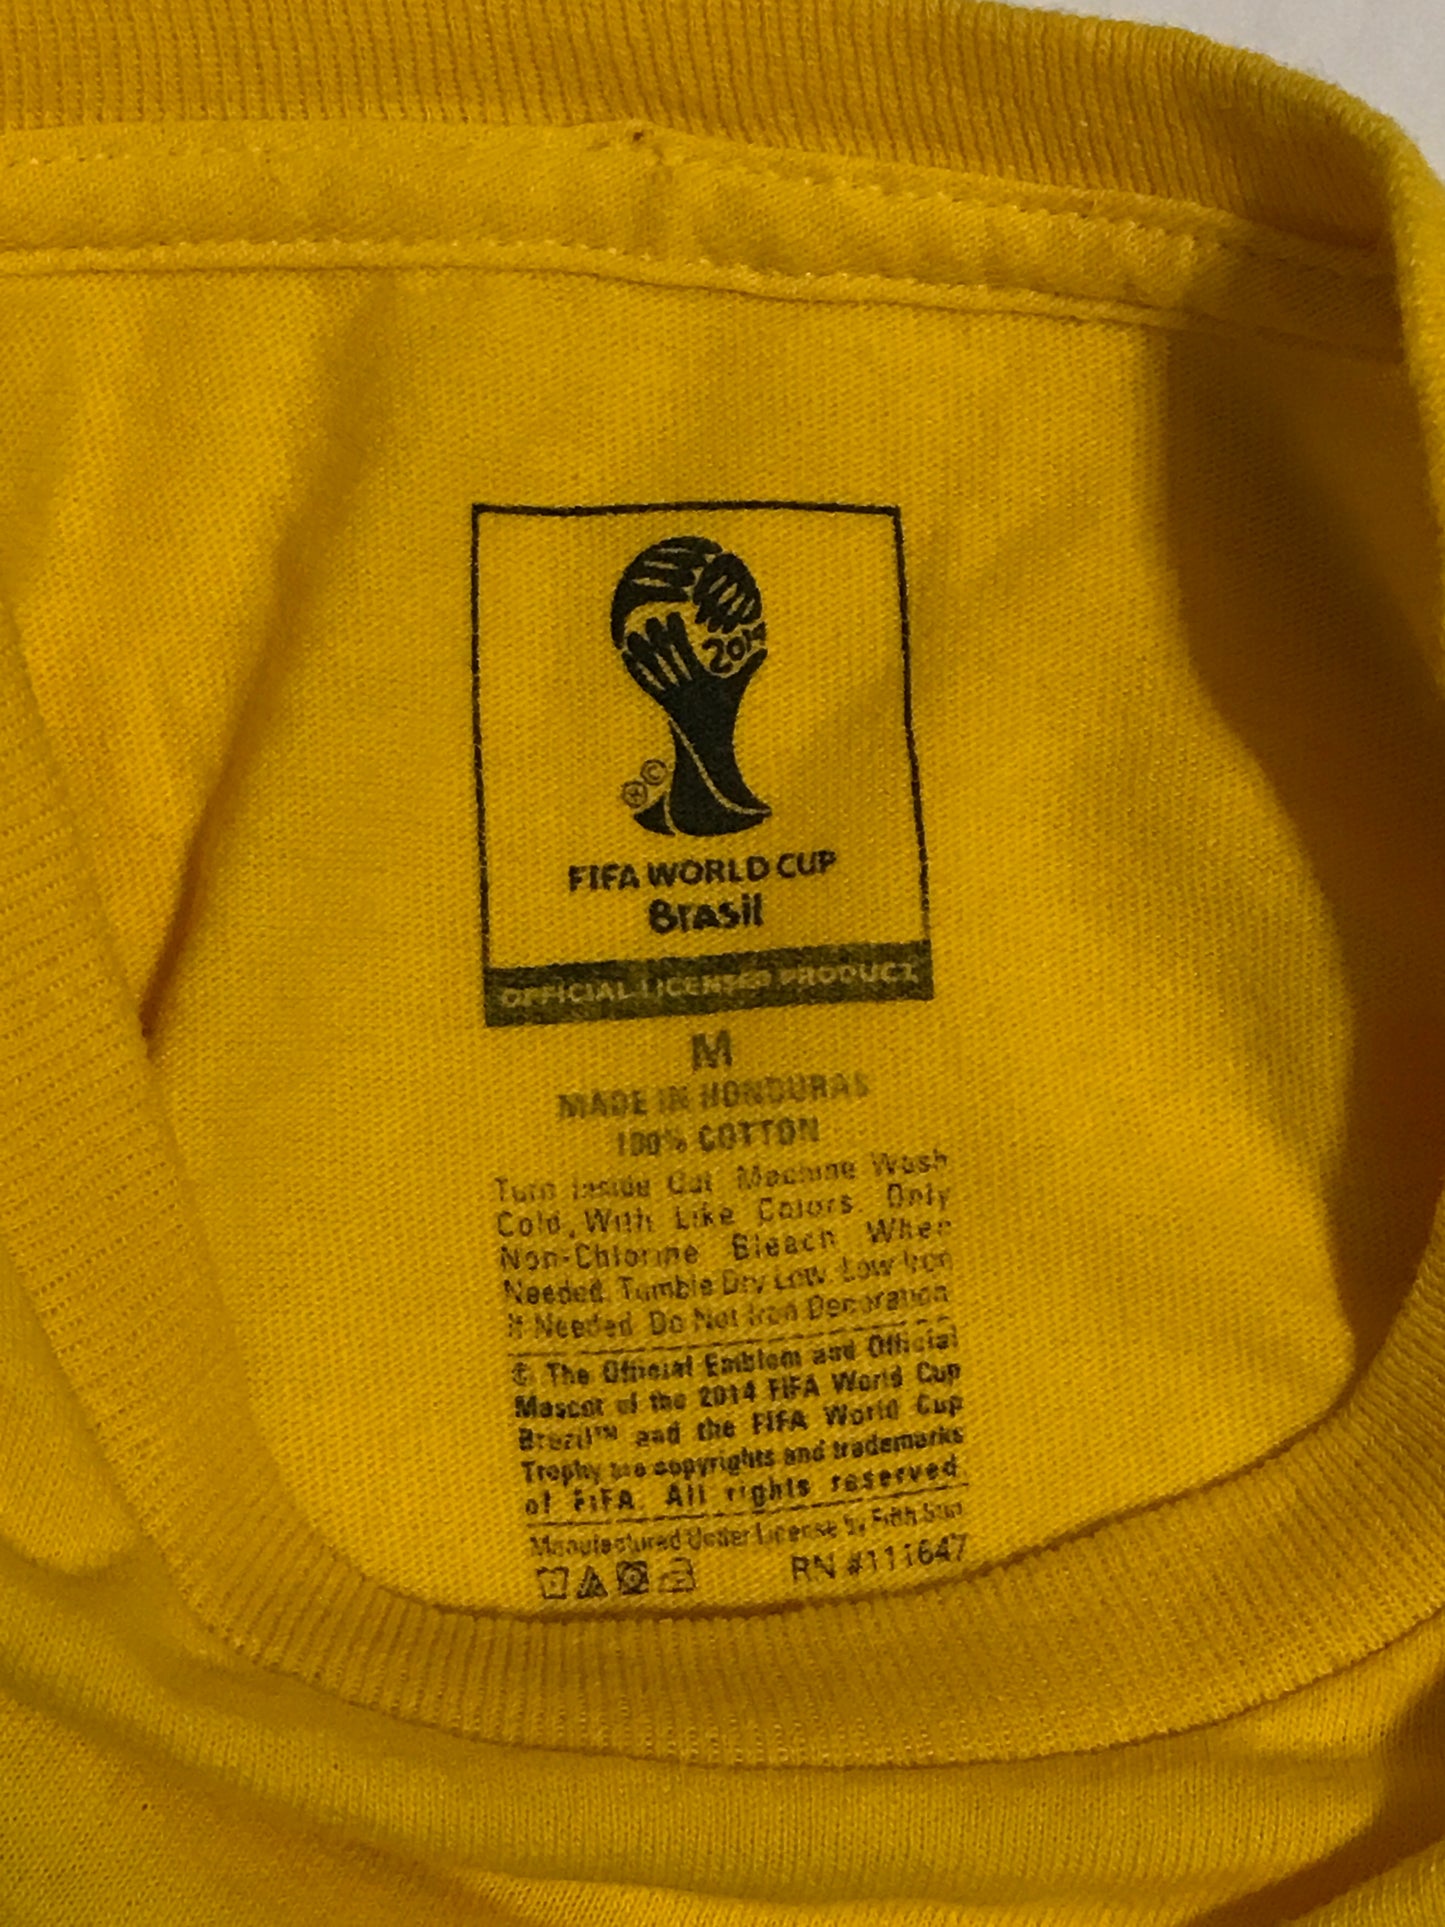 2014
FIFA WORLD CUP
Brasil
OFFICIAL LICENSED PRODUCT
M
MADE IN HONDURAS
100% COTTON
Turn Inside Out Machine Wash
Cold, With Like Colors. Only
Non-Chlorine Bleach When
Needed. Tumble Dry Low. Low Iron
If Needed. Do Not Iron Decoration
© The Official Emblem and Official
Mascot of the 2014 FIFA World Cup
Brazil™ and the FIFA World Cup
Trophy are copyrights and trademarks
of FIFA. All rights reserved.
Manufactured Under License by Fifth Sun
RN #111647